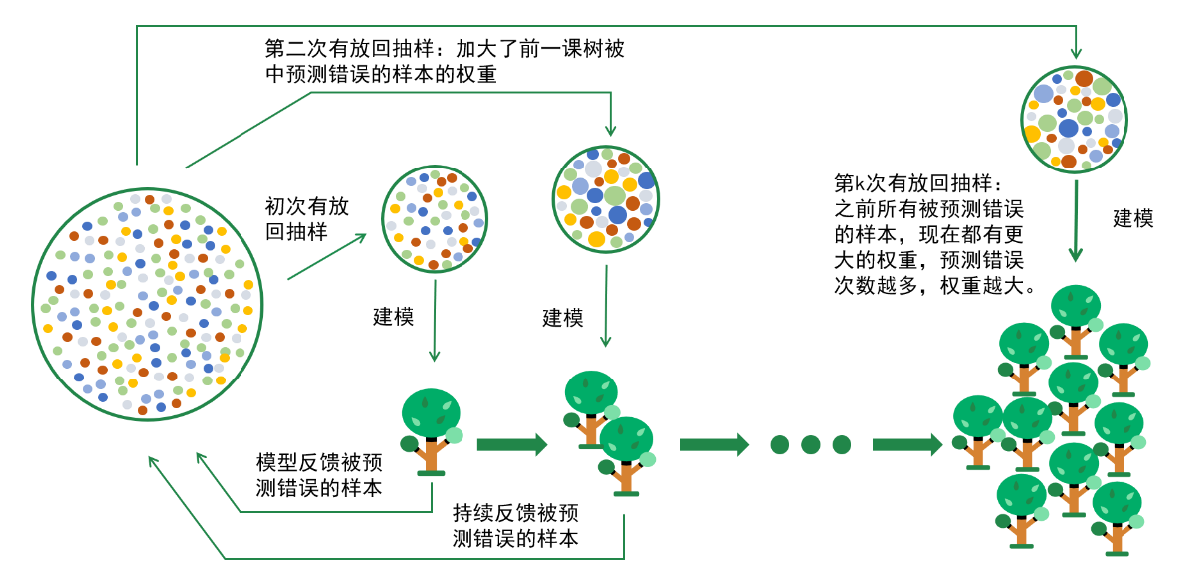 第二次有放回抽样：加大了前一课树被
中预测错误的样本的权重
初次有放
回抽样
第k次有放回抽样：
之前所有被预测错误
的样本，现在都有更
大的权重，预测错误
次数越多，权重越大。
建模
建模
建模
模型反馈被预
测错误的样本
持续反馈被预
测错误的样本